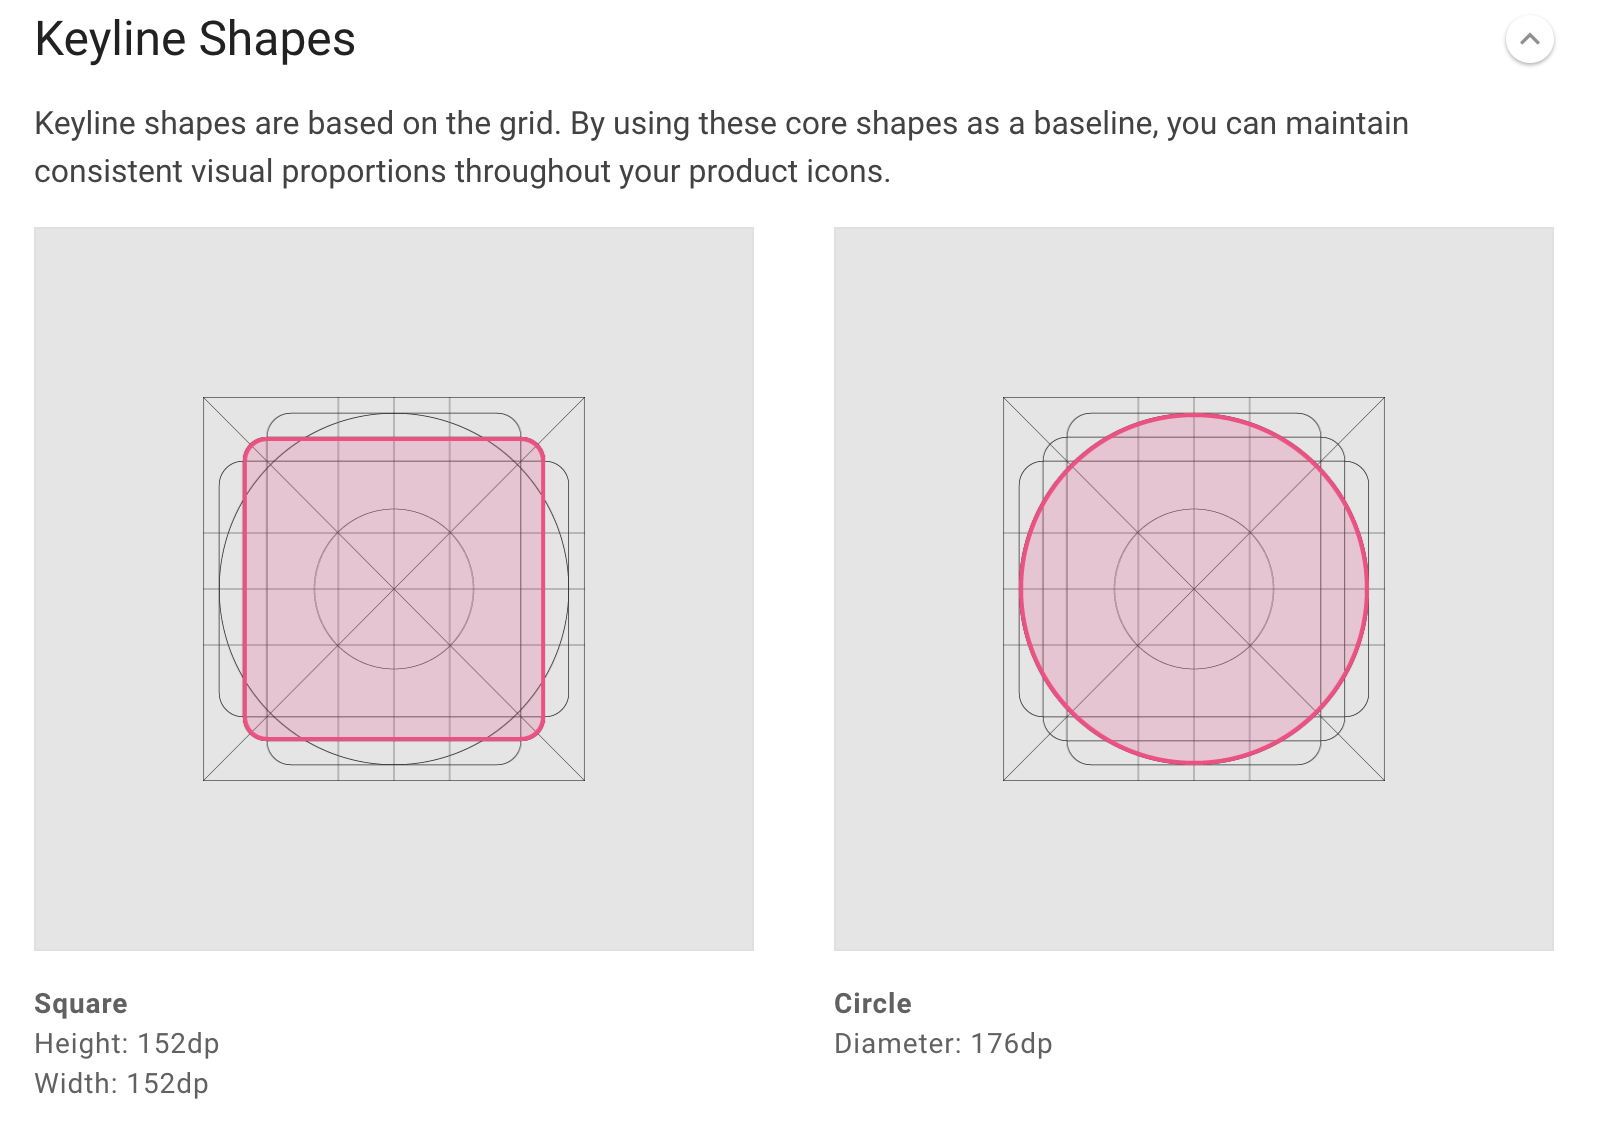 Keyline Shapes
Keyline shapes are based on the grid. By using these core shapes as a baseline, you can maintain
consistent visual proportions throughout your product icons.
Square
Height: 152dp
Width: 152dp
Circle
Diameter: 176dp